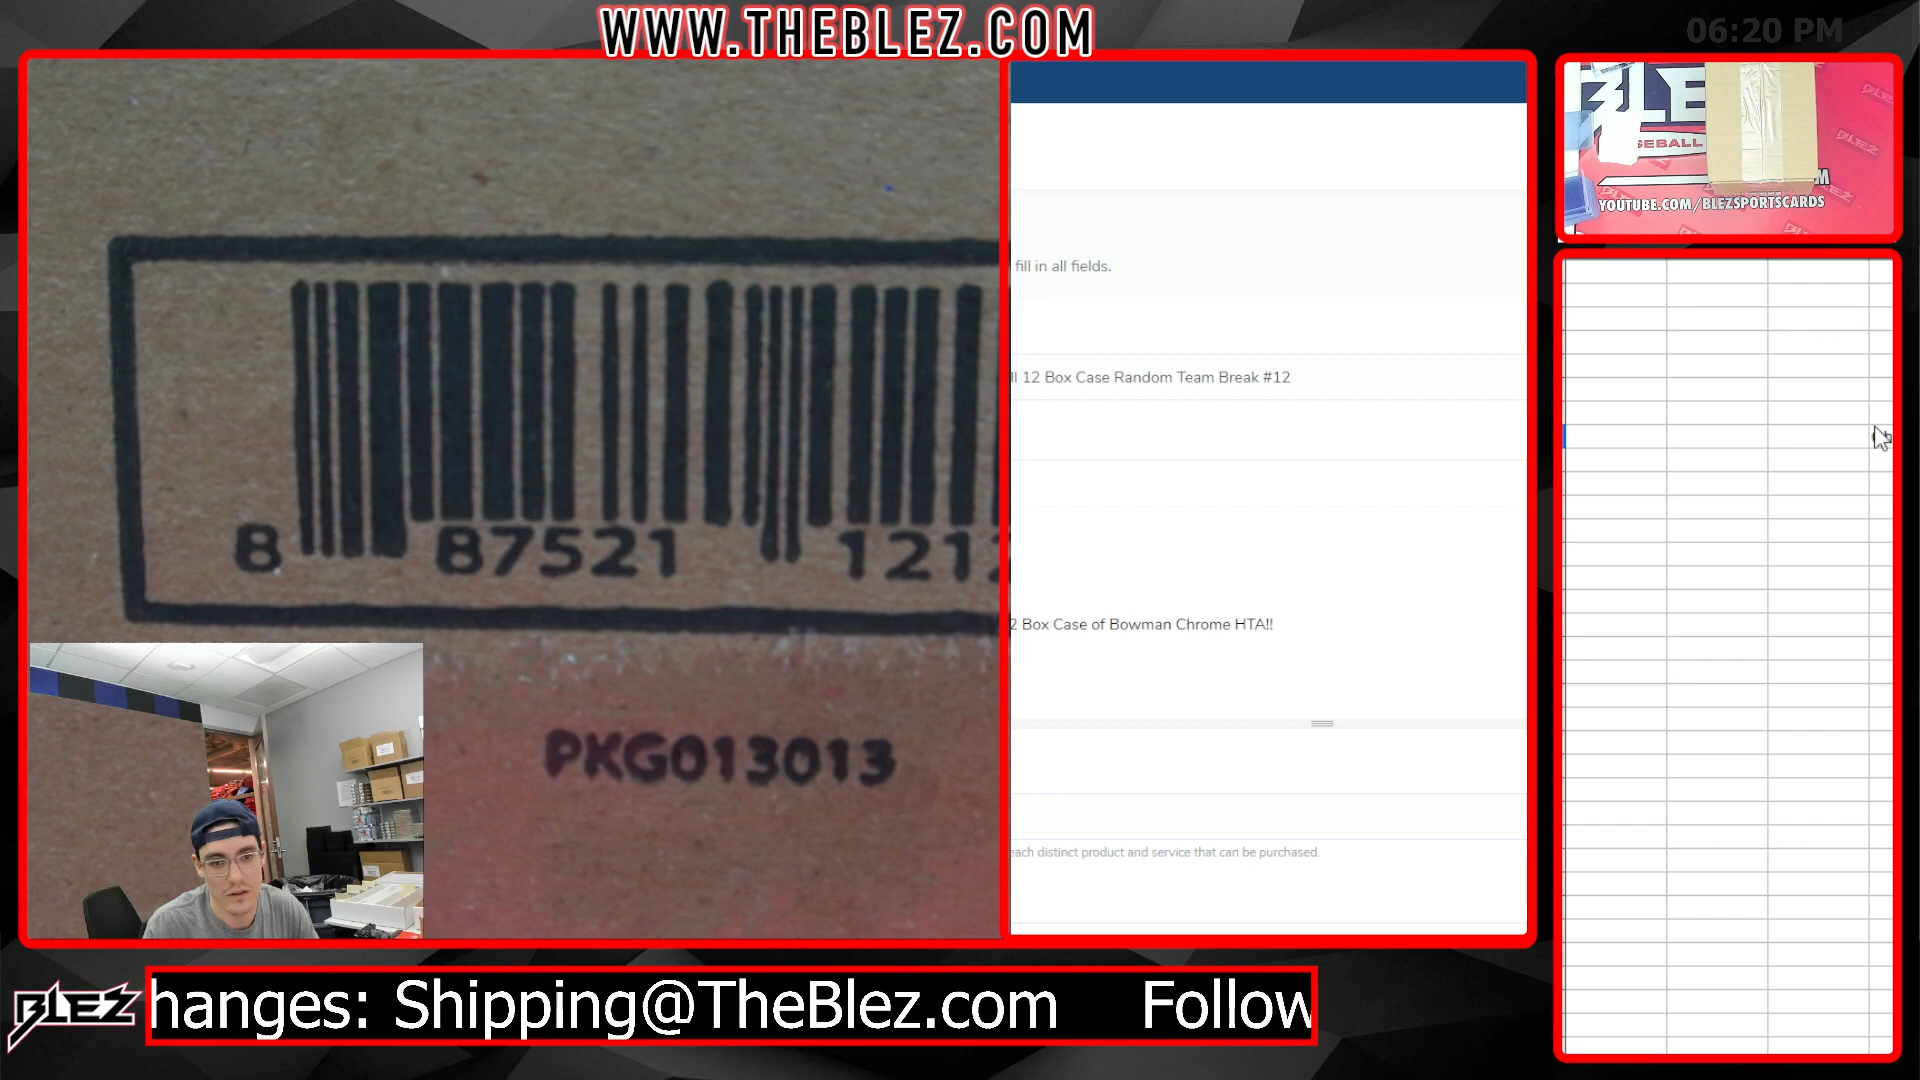 WWW.THEBLEZ.COM
06:20 PM
BLE
SEBALL
YOUTUBE.COM/BLEZSPORTSCARDS
fill in all fields.
ll 12 Box Case Random Team Break #12
8 87521 1212
2 Box Case of Bowman Chrome HTA!!
PKG013013
each distinct product and service that can be purchased.
BLEZ
hanges: Shipping@TheBlez.com Follow